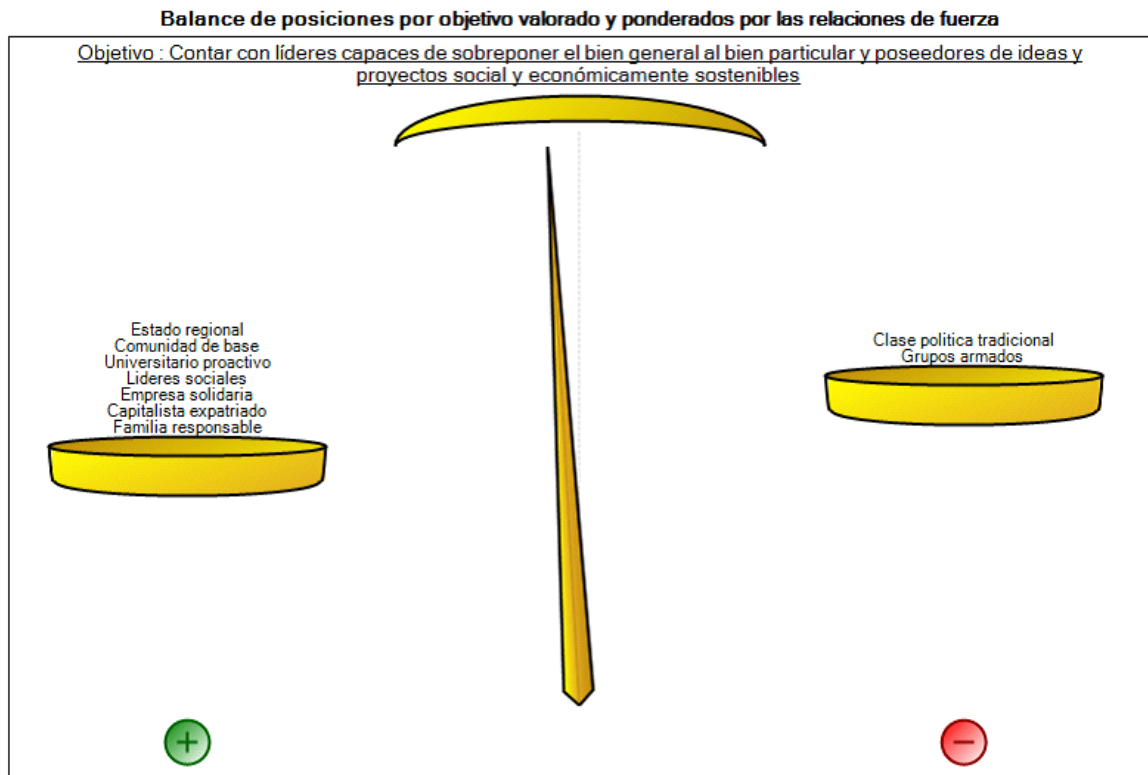 Balance de posiciones por objetivo valorado y ponderados por las relaciones de fuerza
Objetivo : Contar con líderes capaces de sobreponer el bien general al bien particular y poseedores de ideas y
proyectos social y económicamente sostenibles
Estado regional
Comunidad de base
Universitario proactivo
Lideres sociales
Empresa solidaria
Capitalista expatriado
Familia responsable
Clase politica tradicional
Grupos armados
+
−